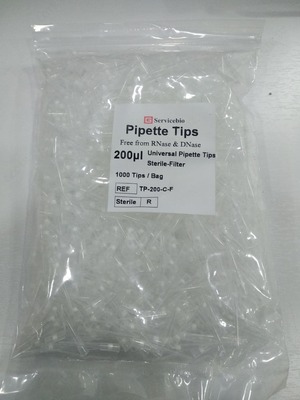 Servicebio
Pipette Tips
Free from RNase & DNase
200µl Universal Pipette Tips
Sterile-Filter
1000 Tips / Bag
REF TP-200-C-F
Sterile R